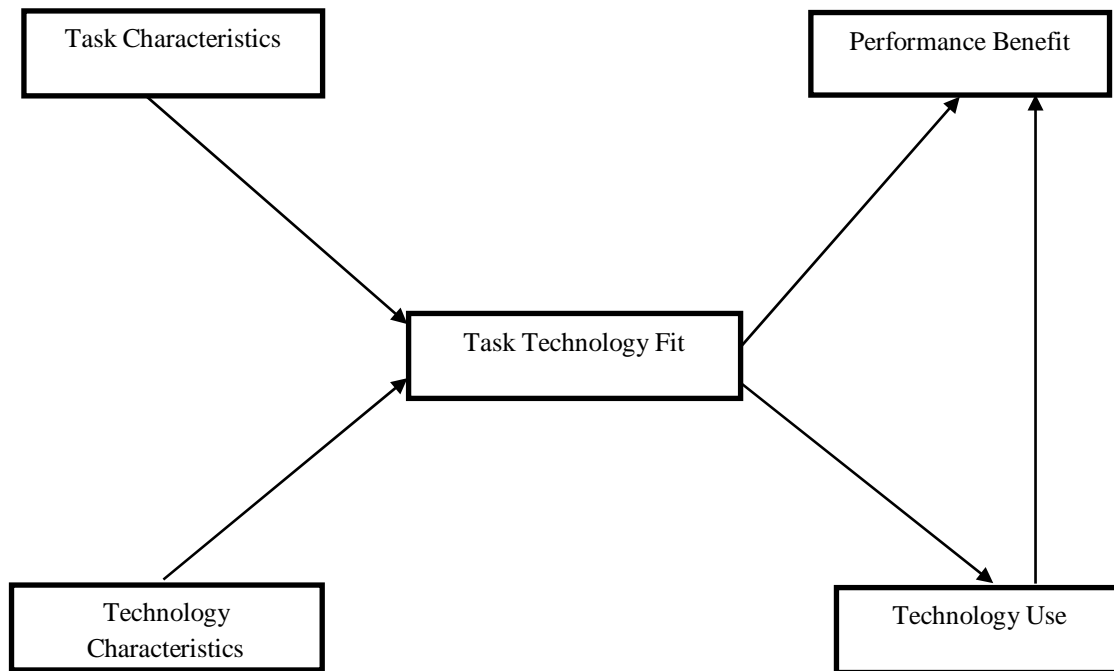 Task Characteristics
Performance Benefit
Task Technology Fit
Technology
Characteristics
Technology Use